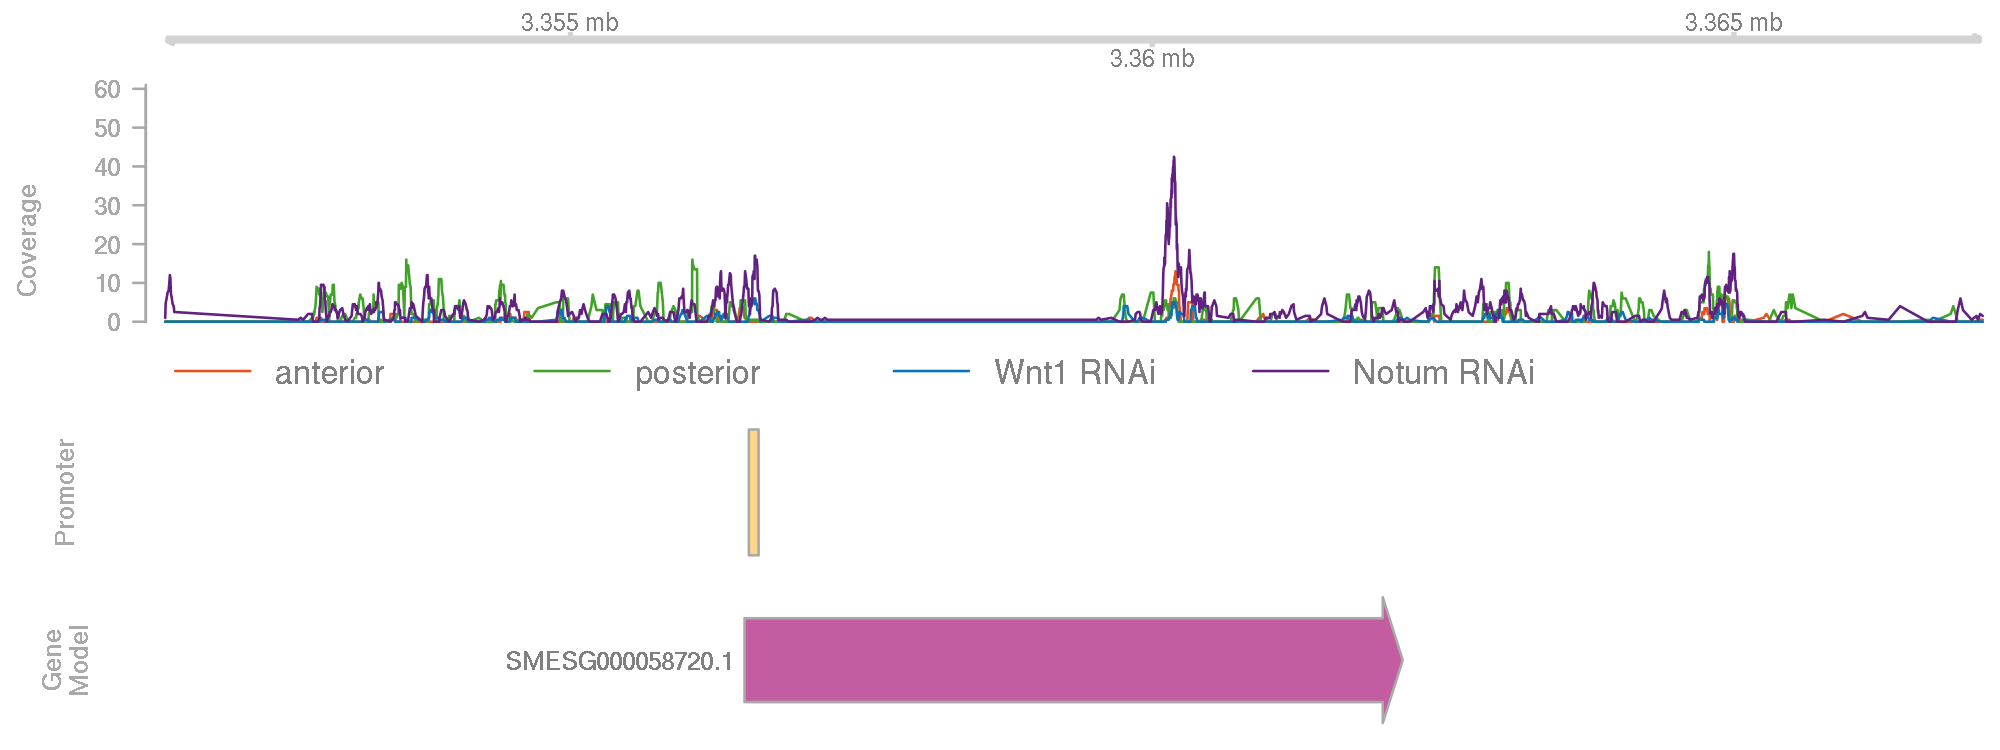 3.355 mb
3.365 mb
3.36 mb
60
50
40
30
20
10
0
Coverage
anterior posterior Wnt1 RNAi Notum RNAi
Promoter
SMESG000058720.1
Gene
Model